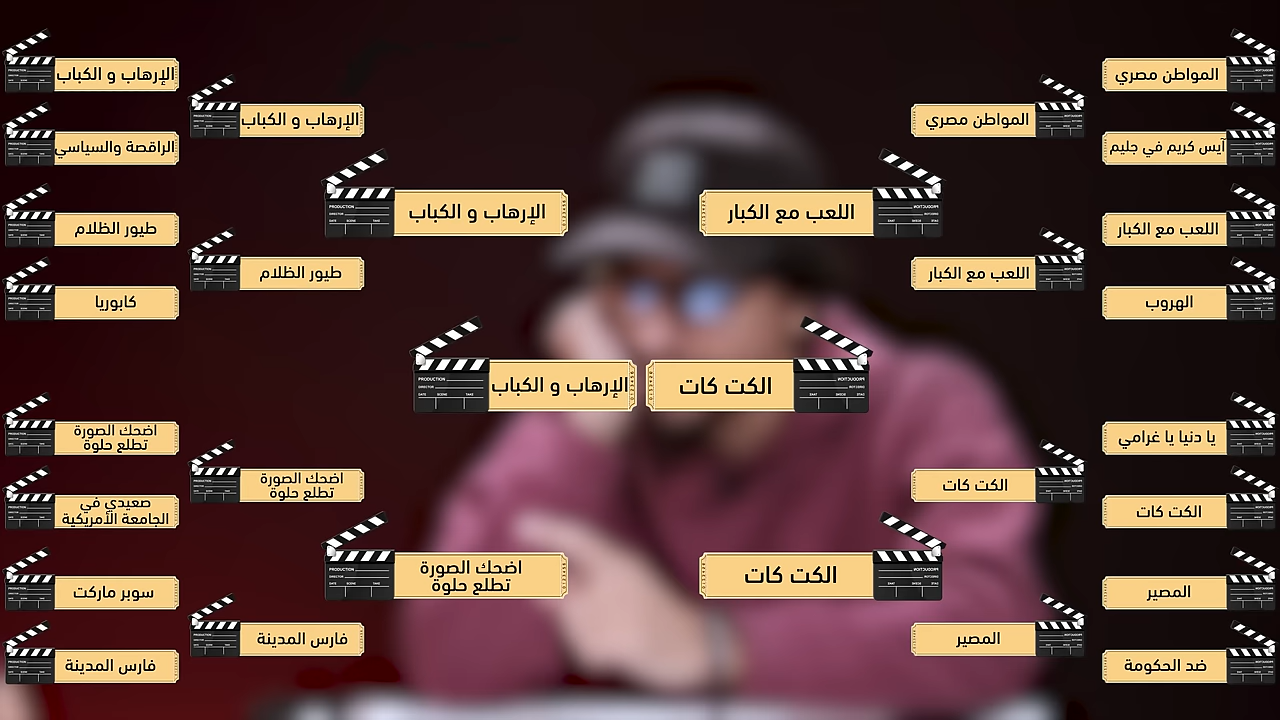 المواطن مصري
آيس كريم في جليم
اللعب مع الكبار
الهروب
يا دنيا يا غرامي
الكت كات
المصير
ضد الحكومة
المواطن مصري
اللعب مع الكبار
الكت كات
المصير
اللعب مع الكبار
الكت كات
الكت كات
الإرهاب و الكباب
الإرهاب و الكباب
اضحك الصورة
تطلع حلوة
الإرهاب و الكباب
طيور الظلام
اضحك الصورة
تطلع حلوة
فارس المدينة
الإرهاب و الكباب
الراقصة والسياسي
طيور الظلام
كابوريا
اضحك الصورة
تطلع حلوة
صعيدي في
الجامعة الأمريكية
سوبر ماركت
فارس المدينة